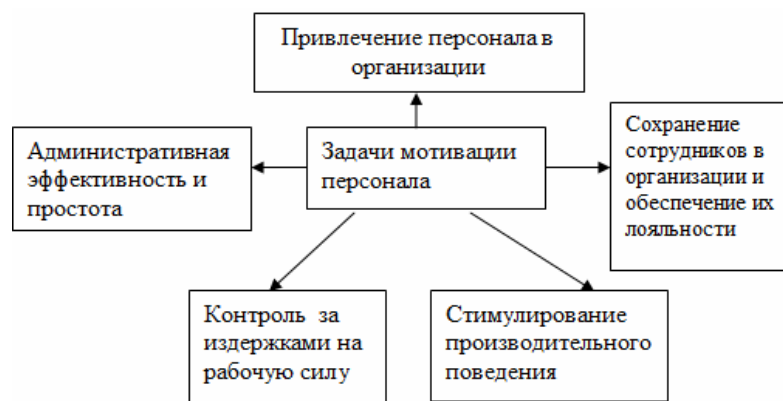 Привлечение персонала в
организации
Административная
эффективность и
простота
Задачи мотивации
персонала
Сохранение
сотрудников в
организации и
обеспечение их
лояльности
Контроль за
издержками на
рабочую силу
Стимулирование
производительного
поведения